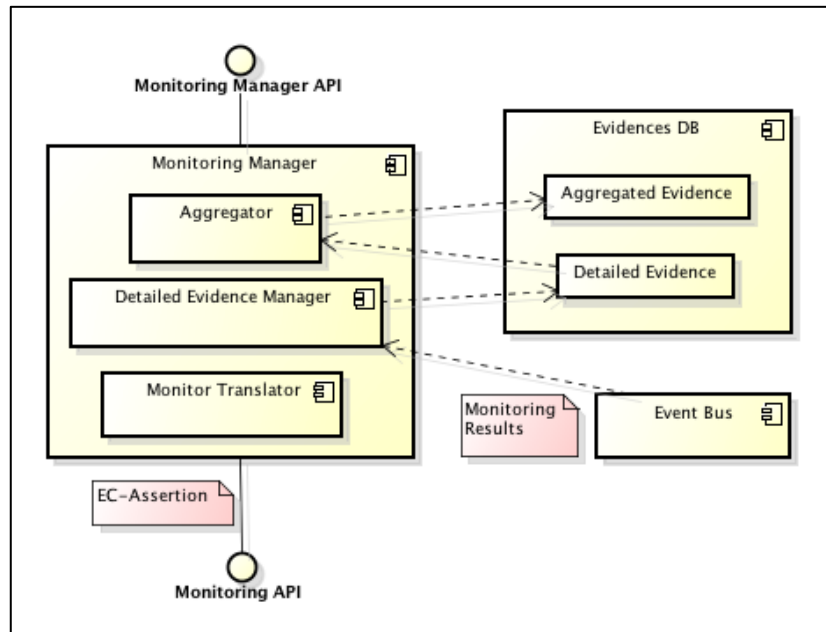 Monitoring Manager API
Monitoring Manager
Aggregator
Detailed Evidence Manager
Monitor Translator
Evidences DB
Aggregated Evidence
Detailed Evidence
Monitoring
Results
Event Bus
EC-Assertion
Monitoring API